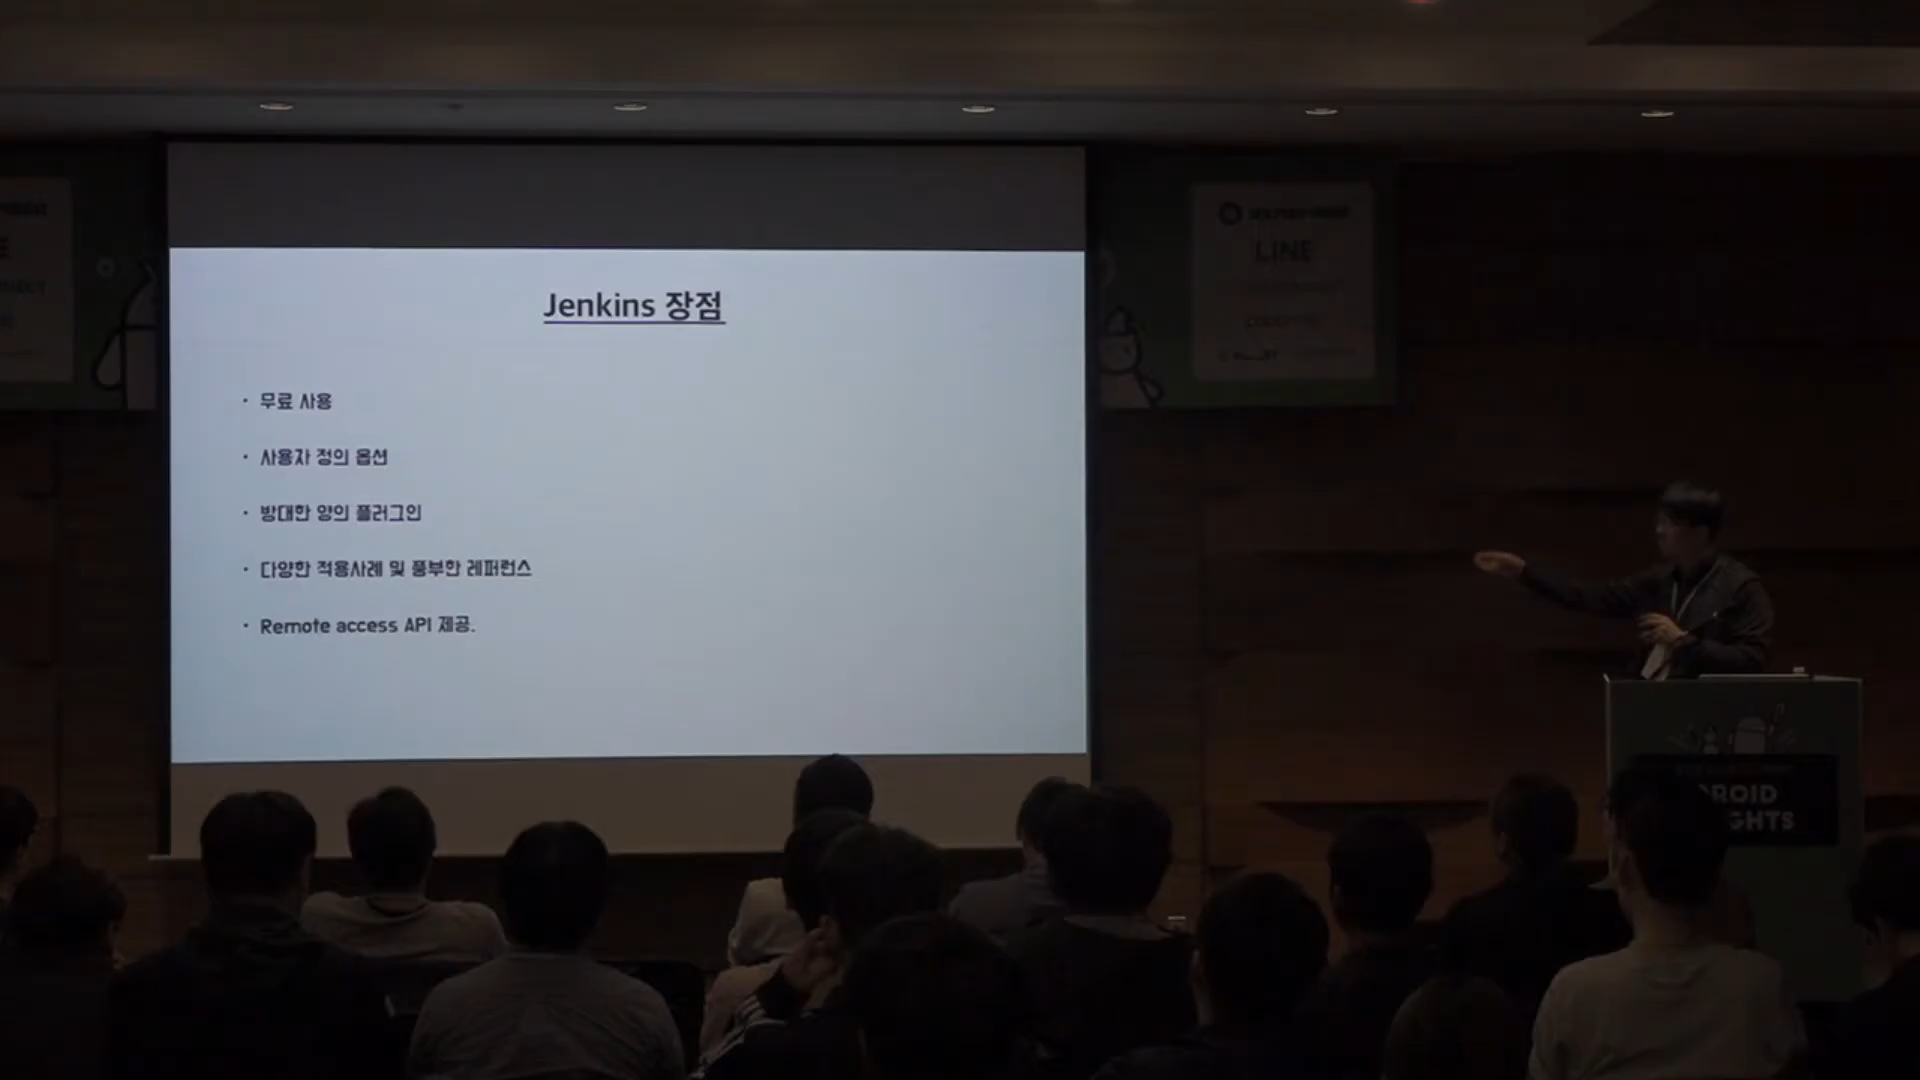 Jenkins 장점
· 무료 사용
· 사용자 정의 옵션
· 방대한 양의 플러그인
· 다양한 적용사례 및 풍부한 레퍼런스
· Remote access API 제공.
LINE
ROID
GHTS